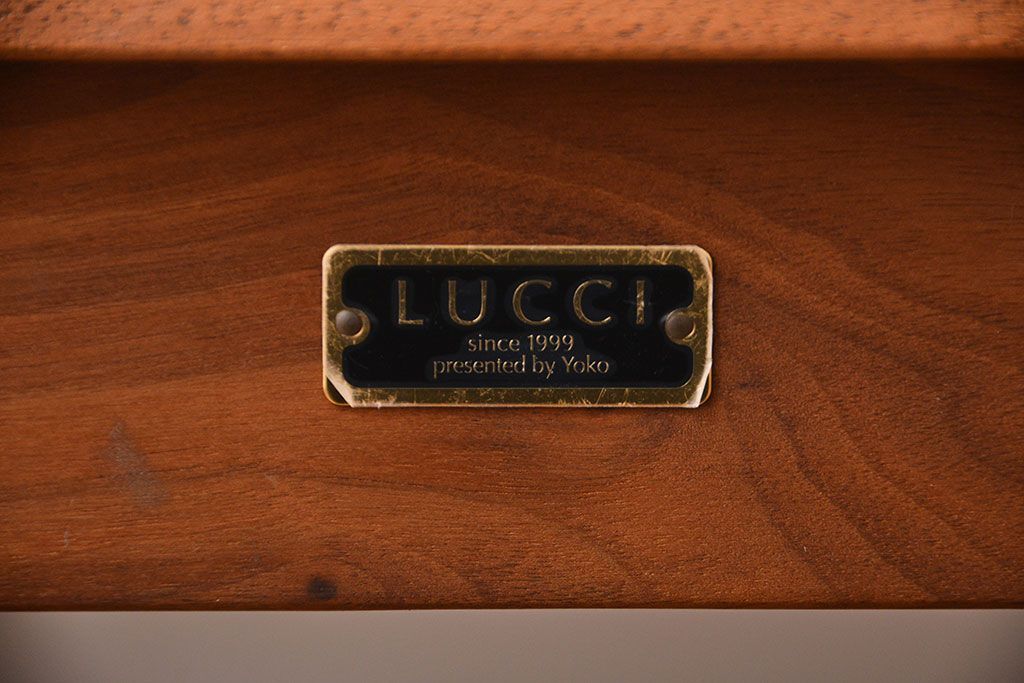 LUCCI
since 1999
presented by Yoko